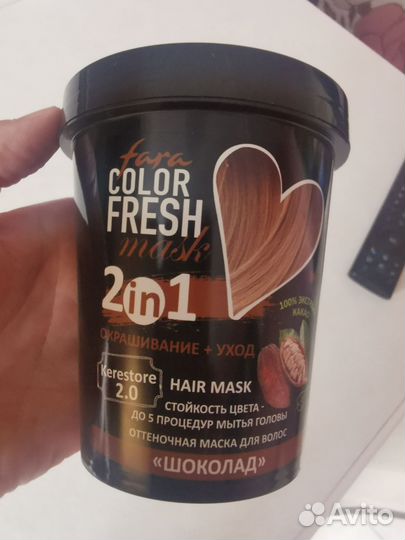 fara
COLOR
FRESH
mask
2in1
ОКРАШИВАНИЕ + УХОД
100% ЭКСТРА
КАКАО
Kerestore
2.0
HAIR MASK
СТОЙКОСТЬ ЦВЕТА -
ДО 5 ПРОЦЕДУР МЫТЬЯ ГОЛОВЫ
ОТТЕНОЧНАЯ МАСКА ДЛЯ ВОЛОС
«ШОКОЛАД»
Avito